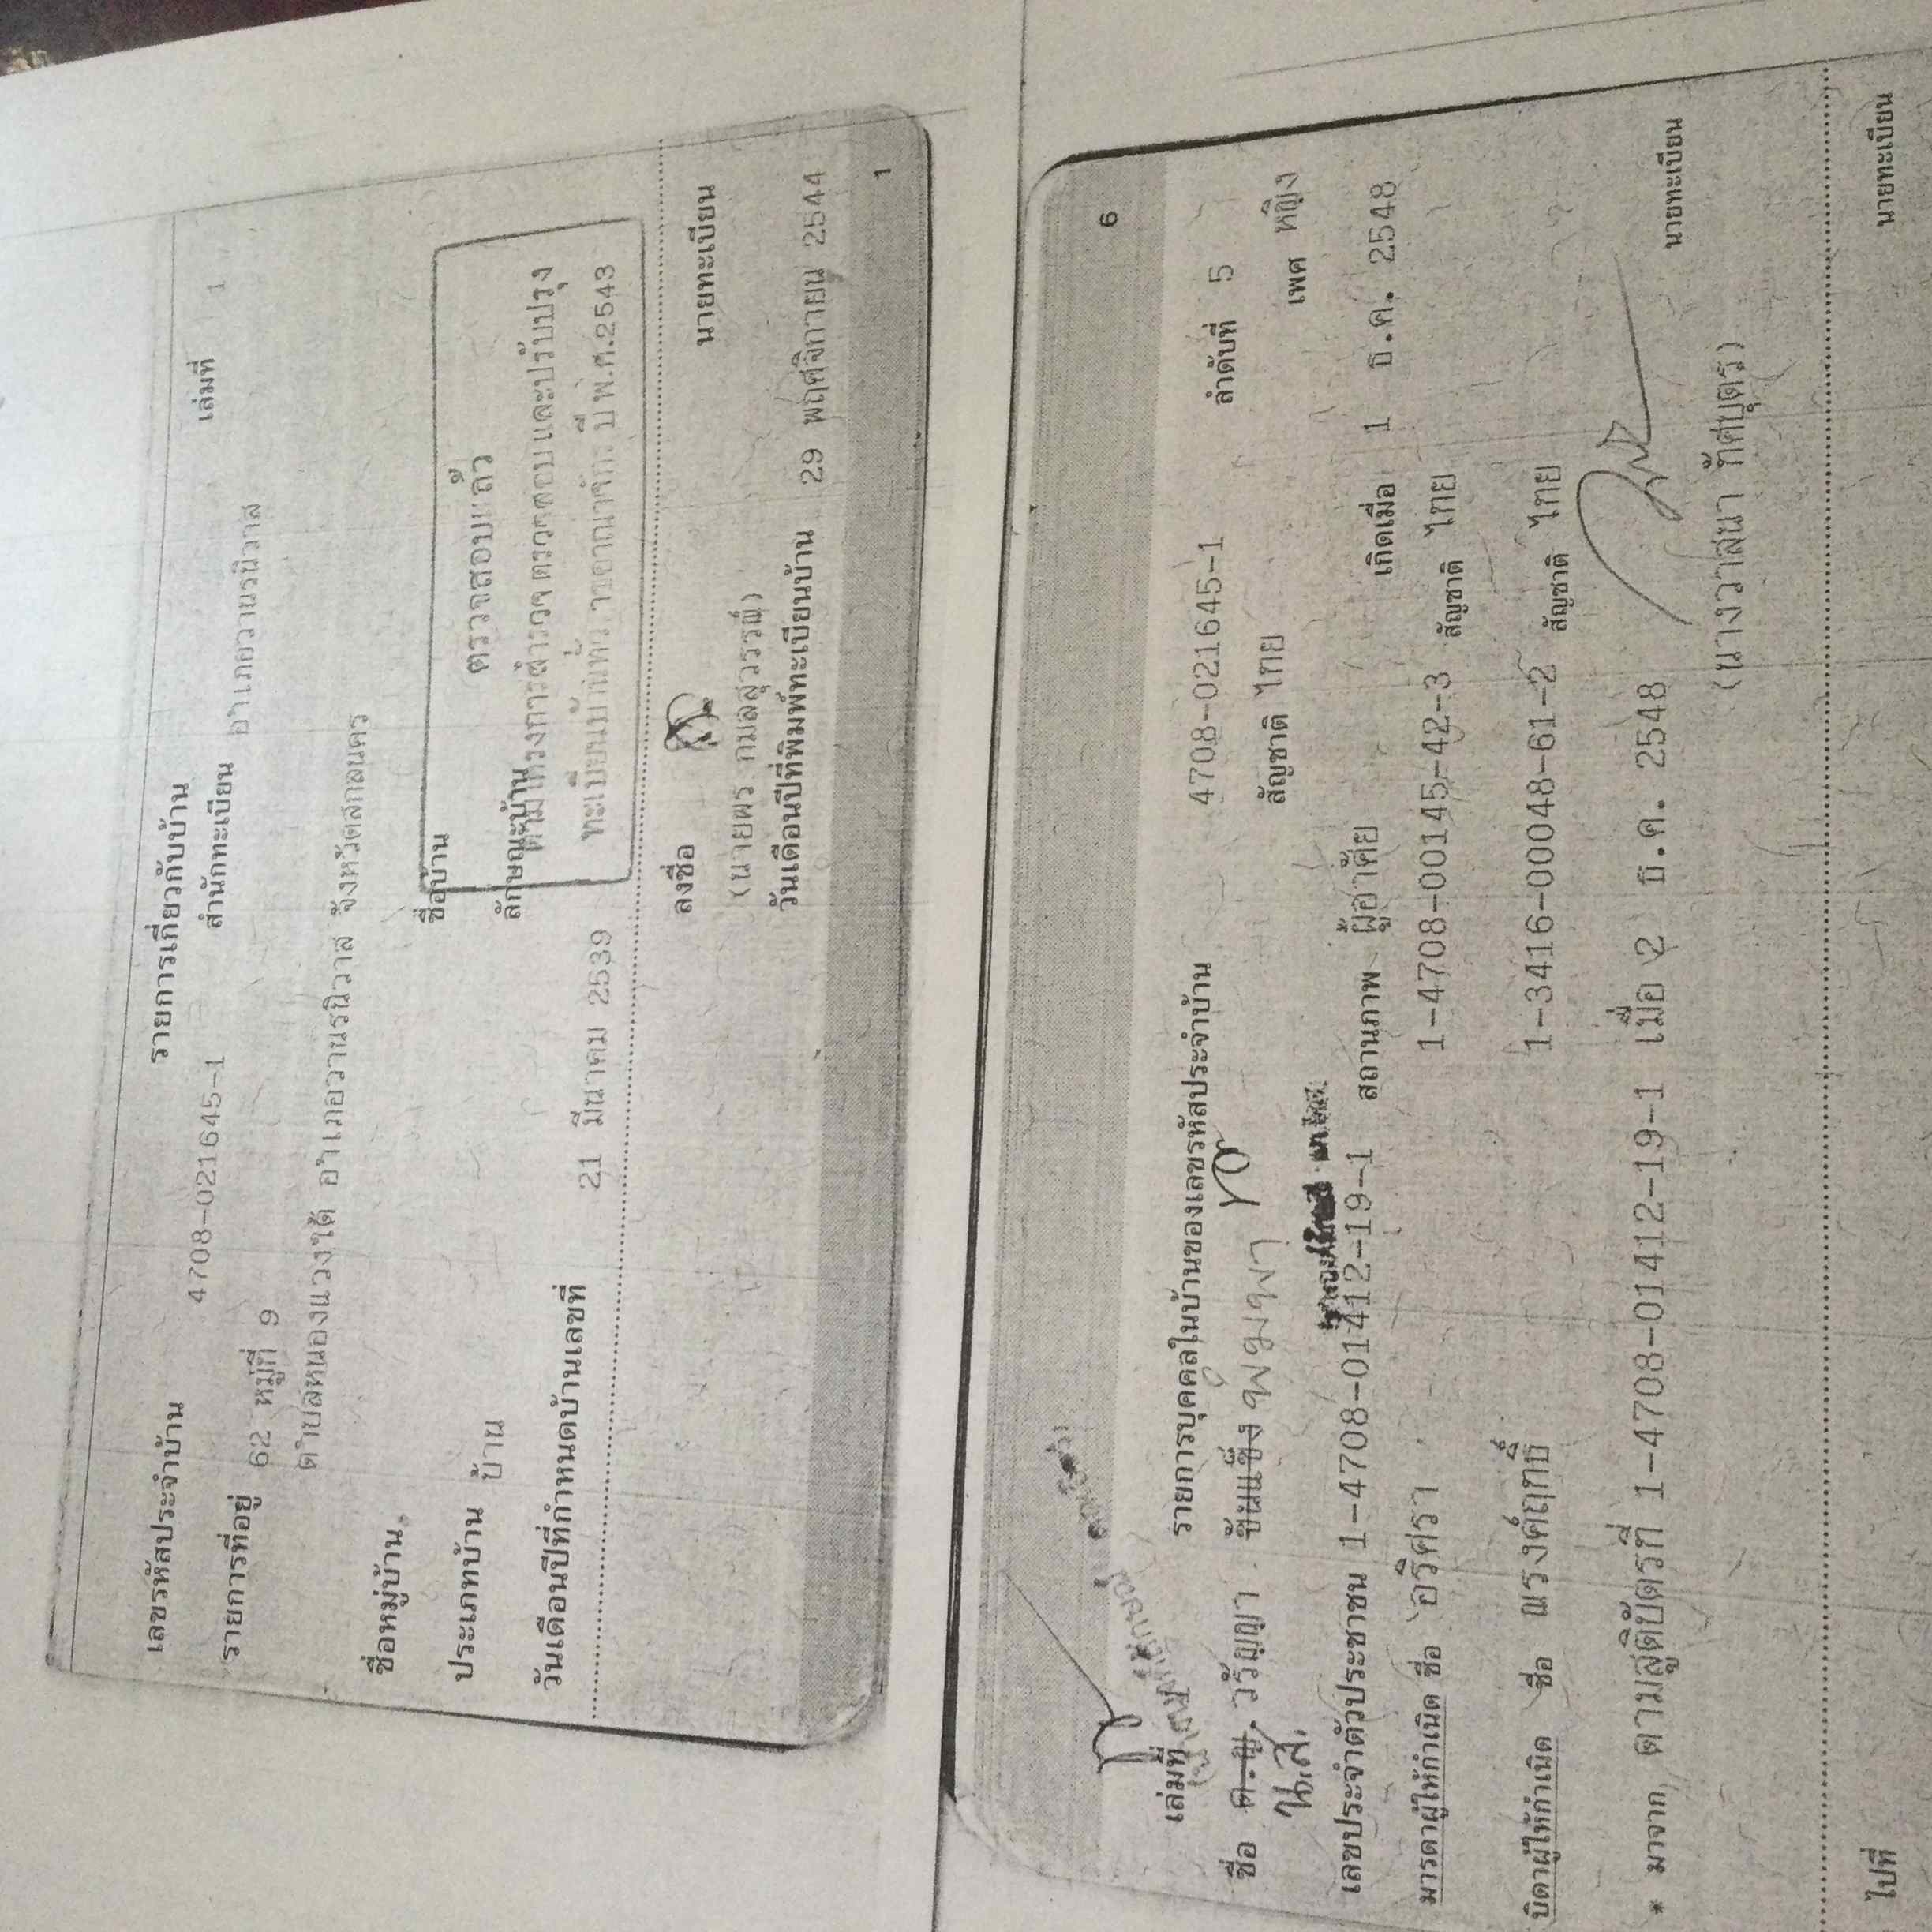 รายการเกี่ยวกับบ้าน เล่มที่ 1
เลขรหัสประจำบ้าน 4708-021645-1 สำนักทะเบียน อำเภอวานรนิวาส
รายการที่อยู่ 62 หมู่ที่ 9
ตำบลหนองแวงใต้ อำเภอวานรนิวาส จังหวัดสกลนคร
ชื่อหมู่บ้าน ชื่อบ้าน
ประเภทบ้าน บ้าน ลักษณะบ้าน
ตรวจสอบแล้ว
ตามโครงการสำรวจ ตรวจสอบและปรับปรุง
ทะเบียนบ้านทั่วราชอาณาจักร ปี พ.ศ.2543
วันเดือนปีที่กำหนดบ้านเลขที่ 21 มีนาคม 2539
ลงชื่อ นายทะเบียน
(นายพร กมลสุวรรณ์)
วันเดือนปีที่พิมพ์ทะเบียนบ้าน 29 พฤศจิกายน 2544
1
6
เล่มที่ รายการบุคคลในบ้านของเลขรหัสประจำบ้าน 4708-021645-1 ลำดับที่ 5
ชื่อ ด.ญ. วรัญญา ขันแข็ง สัญชาติ ไทย เพศ หญิง
น.ส.
เลขประจำตัวประชาชน 1-4708-01412-19-1 สถานภาพ ผู้อาศัย เกิดเมื่อ 1 ธ.ค. 2548
มารดาผู้ให้กำเนิด ชื่อ อริศรา 1-4708-00145-42-3 สัญชาติ ไทย
บิดาผู้ให้กำเนิด ชื่อ ณรงค์ฤทธิ์ 1-3416-00048-61-2 สัญชาติ ไทย
* มาจาก ตามสูติบัตรที่ 1-4708-01412-19-1 เมื่อ 2 ธ.ค. 2548
นายทะเบียน
(นางวาสนา ทัศบุตร)
ไปที่ นายทะเบียน